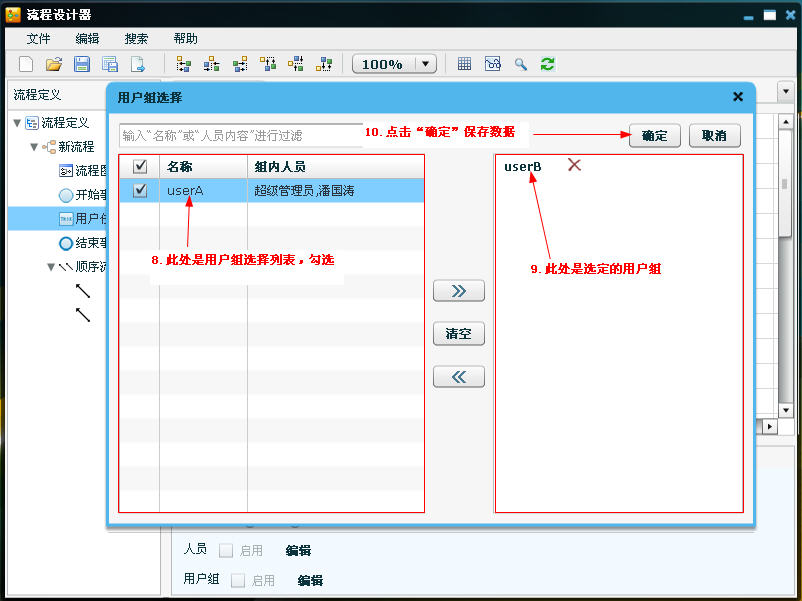 流程设计器
文件 编辑 搜索 帮助
100%
流程定义
用户组选择
流程定义
新流程
流程图
开始事
用户任
结束事
顺序流
输入“名称”或“人员内容”进行过滤
10. 点击“确定”保存数据
确定 取消
名称 组内人员
userA 超级管理员,潘国涛
userB
8. 此处是用户组选择列表，勾选
9. 此处是选定的用户组
清空
人员 启用 编辑
用户组 启用 编辑